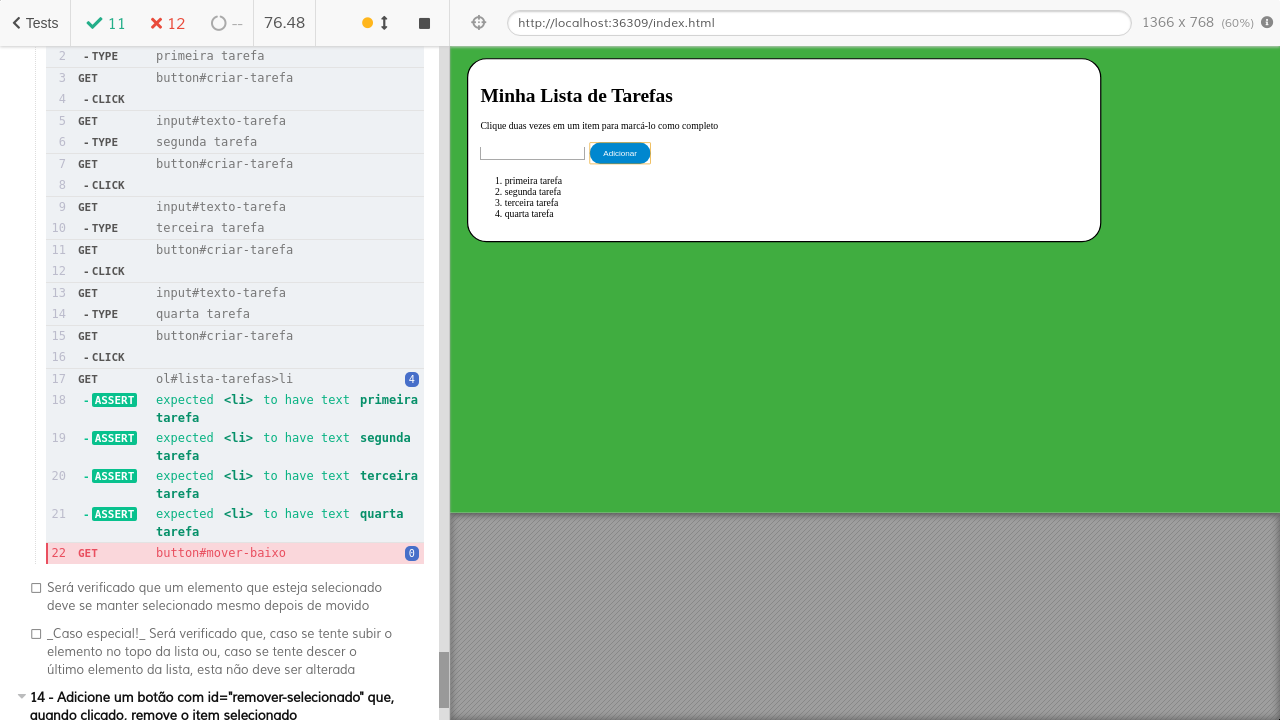 Tests 11 12 -- 76.48
http://localhost:36309/index.html 1366 x 768 (60%)
2 - TYPE primeira tarefa
3 GET button#criar-tarefa
4 - CLICK
5 GET input#texto-tarefa
6 - TYPE segunda tarefa
7 GET button#criar-tarefa
8 - CLICK
9 GET input#texto-tarefa
10 - TYPE terceira tarefa
11 GET button#criar-tarefa
12 - CLICK
13 GET input#texto-tarefa
14 - TYPE quarta tarefa
15 GET button#criar-tarefa
16 - CLICK
17 GET ol#lista-tarefas>li 4
18 - ASSERT expected <li> to have text primeira
tarefa
19 - ASSERT expected <li> to have text segunda
tarefa
20 - ASSERT expected <li> to have text terceira
tarefa
21 - ASSERT expected <li> to have text quarta
tarefa
22 GET button#mover-baixo 0
Será verificado que um elemento que esteja selecionado
deve se manter selecionado mesmo depois de movido
_Caso especial!_ Será verificado que, caso se tente subir o
elemento no topo da lista ou, caso se tente descer o
último elemento da lista, esta não deve ser alterada
14 - Adicione um botão com id="remover-selecionado" que,
quando clicado, remove o item selecionado
Minha Lista de Tarefas
Clique duas vezes em um item para marcá-lo como completo
Adicionar
1. primeira tarefa
2. segunda tarefa
3. terceira tarefa
4. quarta tarefa